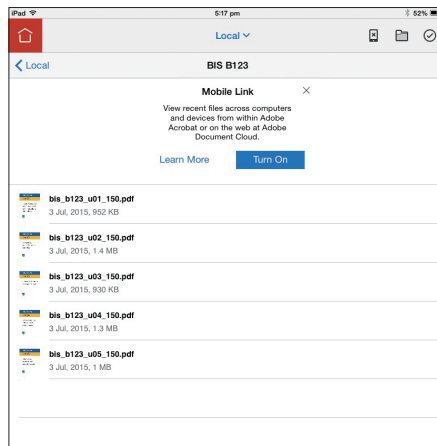 iPad 5:17 pm 52%
Local
Local BIS B123
Mobile Link
View recent files across computers
and devices from within Adobe
Acrobat or on the web at Adobe
Document Cloud.
Learn More Turn On
bis_b123_u01_150.pdf
3 Jul, 2015, 952 KB
bis_b123_u02_150.pdf
3 Jul, 2015, 1.4 MB
bis_b123_u03_150.pdf
3 Jul, 2015, 930 KB
bis_b123_u04_150.pdf
3 Jul, 2015, 1.3 MB
bis_b123_u05_150.pdf
3 Jul, 2015, 1 MB